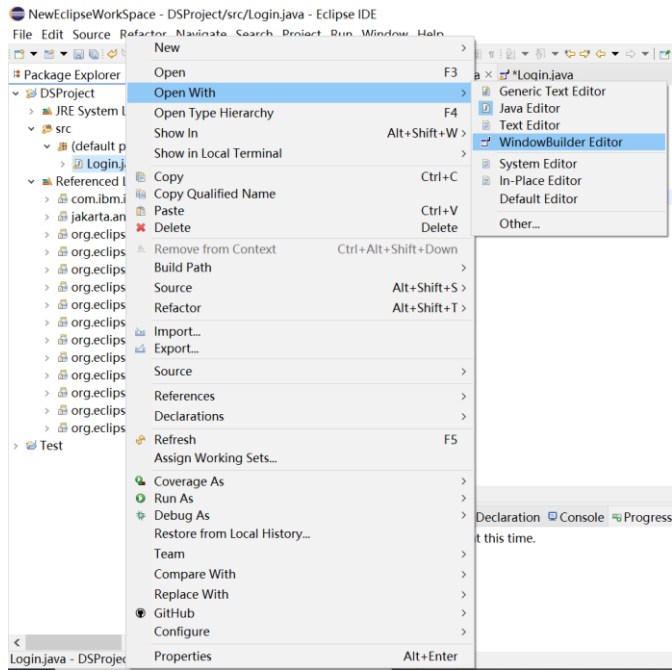 NewEclipseWorkSpace - DSProject/src/Login.java - Eclipse IDE
File Edit Source Refactor Navigate Search Project Run Window Help
Package Explorer
*Login.java
DSProject
JRE System L
src
(default p
Login.j
Referenced L
com.ibm.i
jakarta.an
org.eclips
org.eclips
org.eclips
org.eclips
org.eclips
org.eclips
org.eclips
org.eclips
org.eclips
org.eclips
org.eclips
org.eclips
Test
New
Open F3
Open With
Open Type Hierarchy F4
Show In Alt+Shift+W
Show in Local Terminal
Copy Ctrl+C
Copy Qualified Name
Paste Ctrl+V
Delete Delete
Remove from Context Ctrl+Alt+Shift+Down
Build Path
Source Alt+Shift+S
Refactor Alt+Shift+T
Import...
Export...
Source
References
Declarations
Refresh F5
Assign Working Sets...
Coverage As
Run As
Debug As
Restore from Local History...
Team
Compare With
Replace With
GitHub
Configure
Properties Alt+Enter
Generic Text Editor
Java Editor
Text Editor
WindowBuilder Editor
System Editor
In-Place Editor
Default Editor
Other...
Declaration Console Progress
t this time.
Login.java - DSProjec